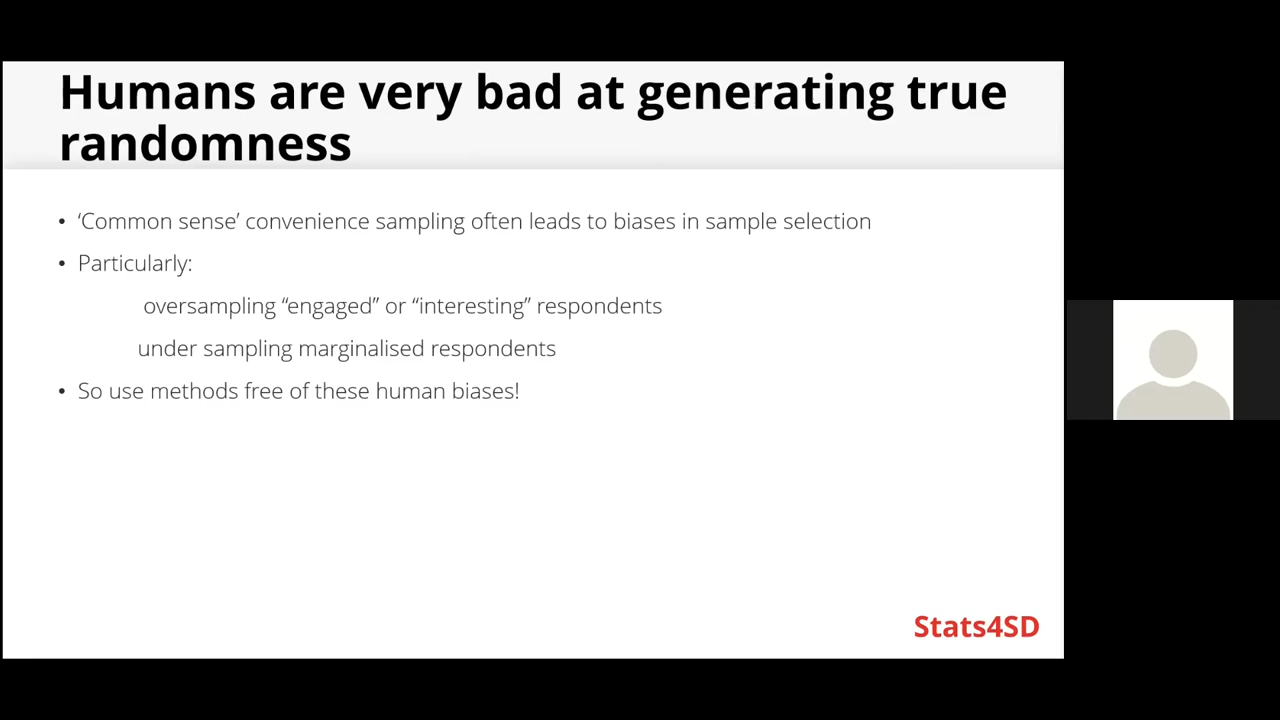 Humans are very bad at generating true
randomness
• ‘Common sense’ convenience sampling often leads to biases in sample selection
• Particularly:
oversampling “engaged” or “interesting” respondents
under sampling marginalised respondents
• So use methods free of these human biases!
Stats4SD